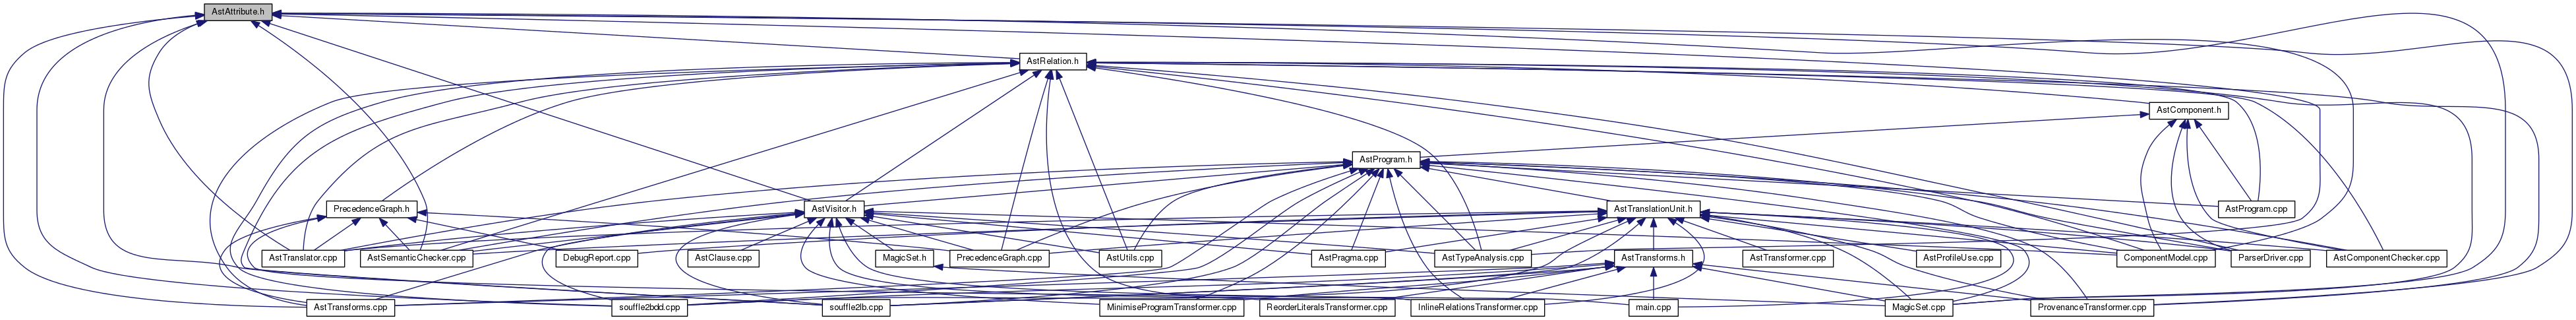 AstAttribute.h
AstRelation.h
AstComponent.h
AstProgram.h
PrecedenceGraph.h
AstVisitor.h
AstTranslationUnit.h
AstProgram.cpp
AstTranslator.cpp
AstSemanticChecker.cpp
DebugReport.cpp
AstClause.cpp
MagicSet.h
PrecedenceGraph.cpp
AstUtils.cpp
AstPragma.cpp
AstTypeAnalysis.cpp
AstTransforms.h
AstTransformer.cpp
AstProfileUse.cpp
ComponentModel.cpp
ParserDriver.cpp
AstComponentChecker.cpp
AstTransforms.cpp
souffle2bdd.cpp
souffle2lb.cpp
MinimiseProgramTransformer.cpp
ReorderLiteralsTransformer.cpp
InlineRelationsTransformer.cpp
main.cpp
MagicSet.cpp
ProvenanceTransformer.cpp